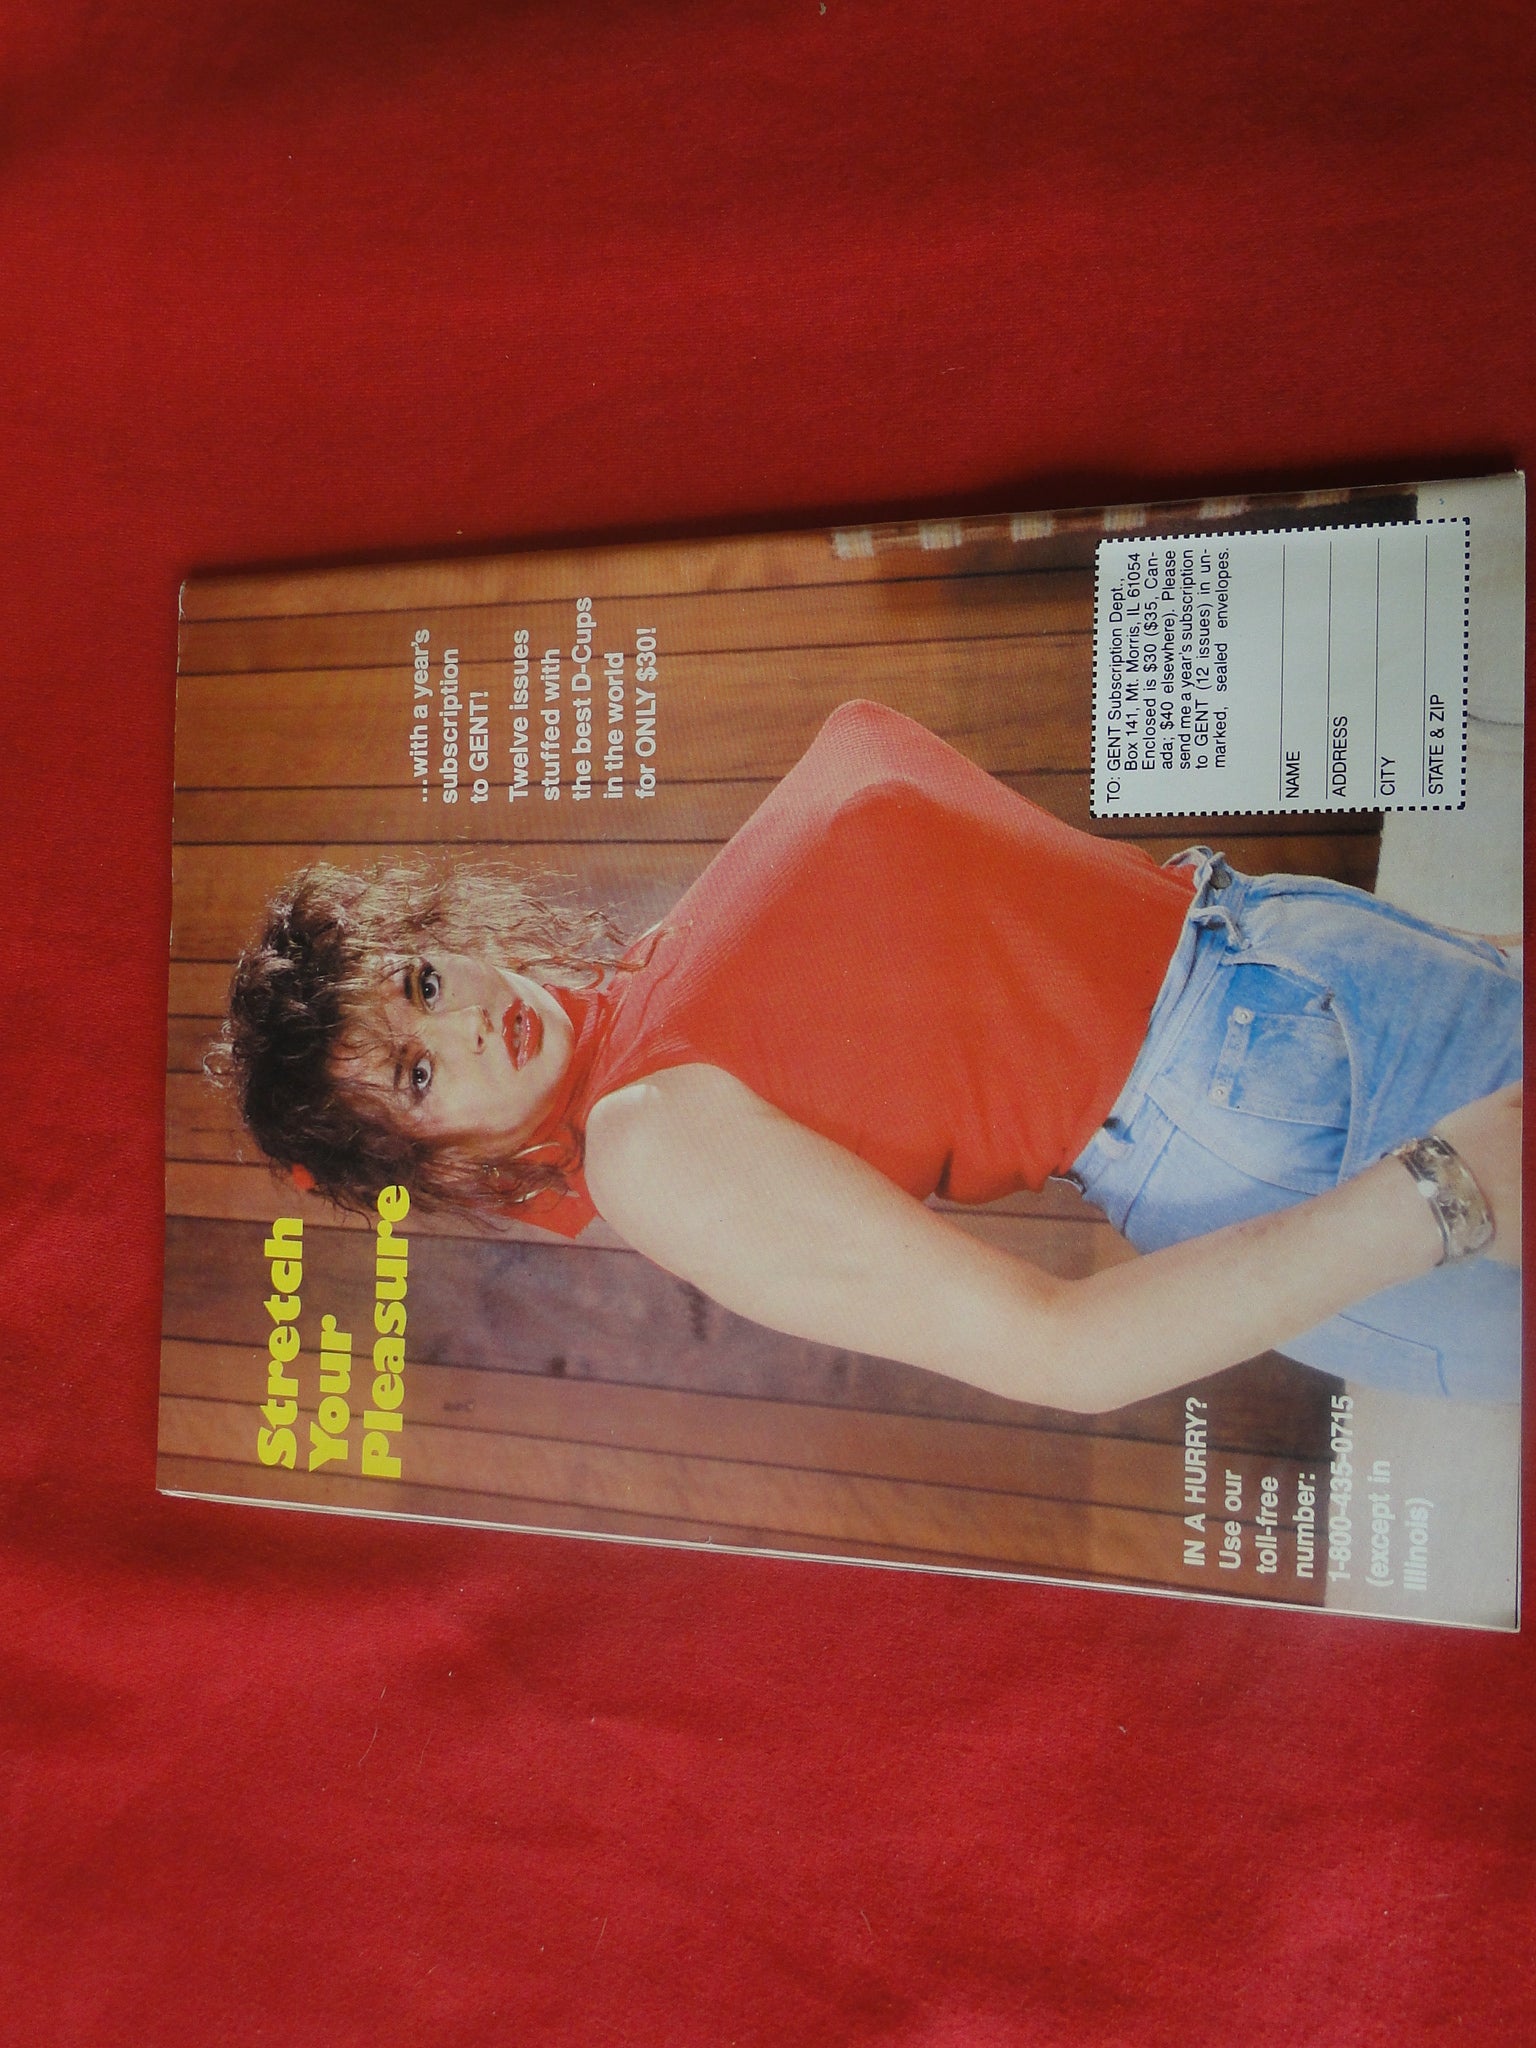 Stretch
Your
Pleasure
...with a year's
subscription
to GENT!
Twelve issues
stuffed with
the best D-Cups
in the world
for ONLY $30!
IN A HURRY?
Use our
toll-free
number:
1-800-435-0715
(except in
Illinois)
TO: GENT Subscription Dept.,
Box 141, Mt. Morris, IL 61054
Enclosed is $30 ($35, Can-
ada; $40 elsewhere). Please
send me a year's subscription
to GENT (12 issues) in un-
marked, sealed envelopes.
NAME
ADDRESS
CITY
STATE & ZIP